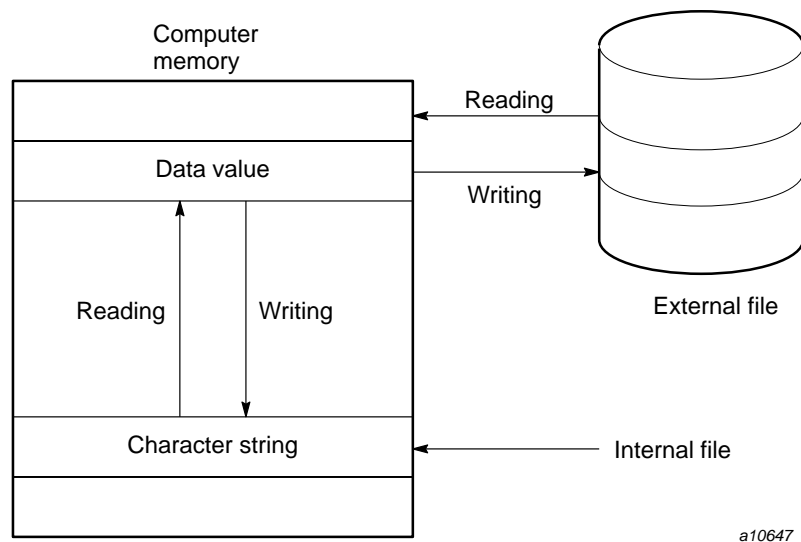 Computer
memory
Reading
Data value
Writing
Reading
Writing
External file
Character string
Internal file
a10647